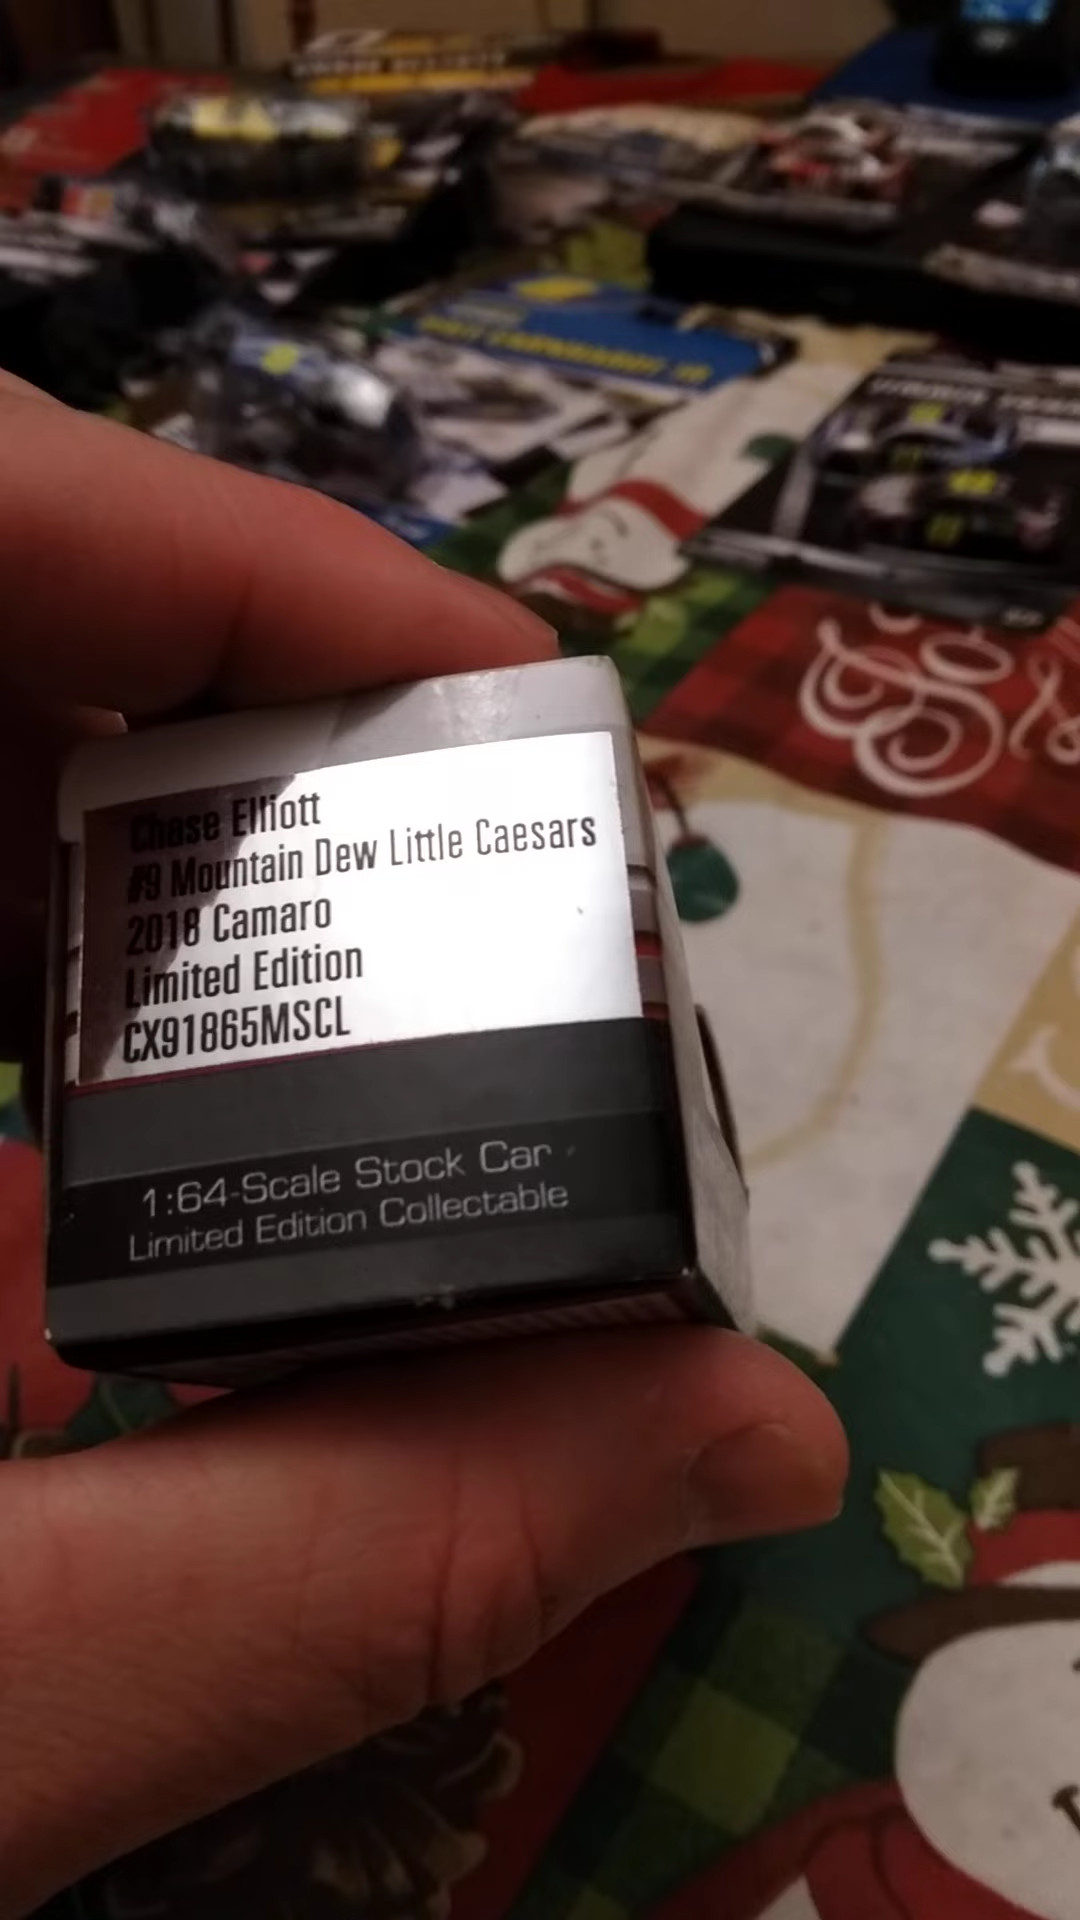 Chase Elliott
#9 Mountain Dew Little Caesars
2018 Camaro
Limited Edition
CX91865MSCL
1:64-Scale Stock Car
Limited Edition Collectable